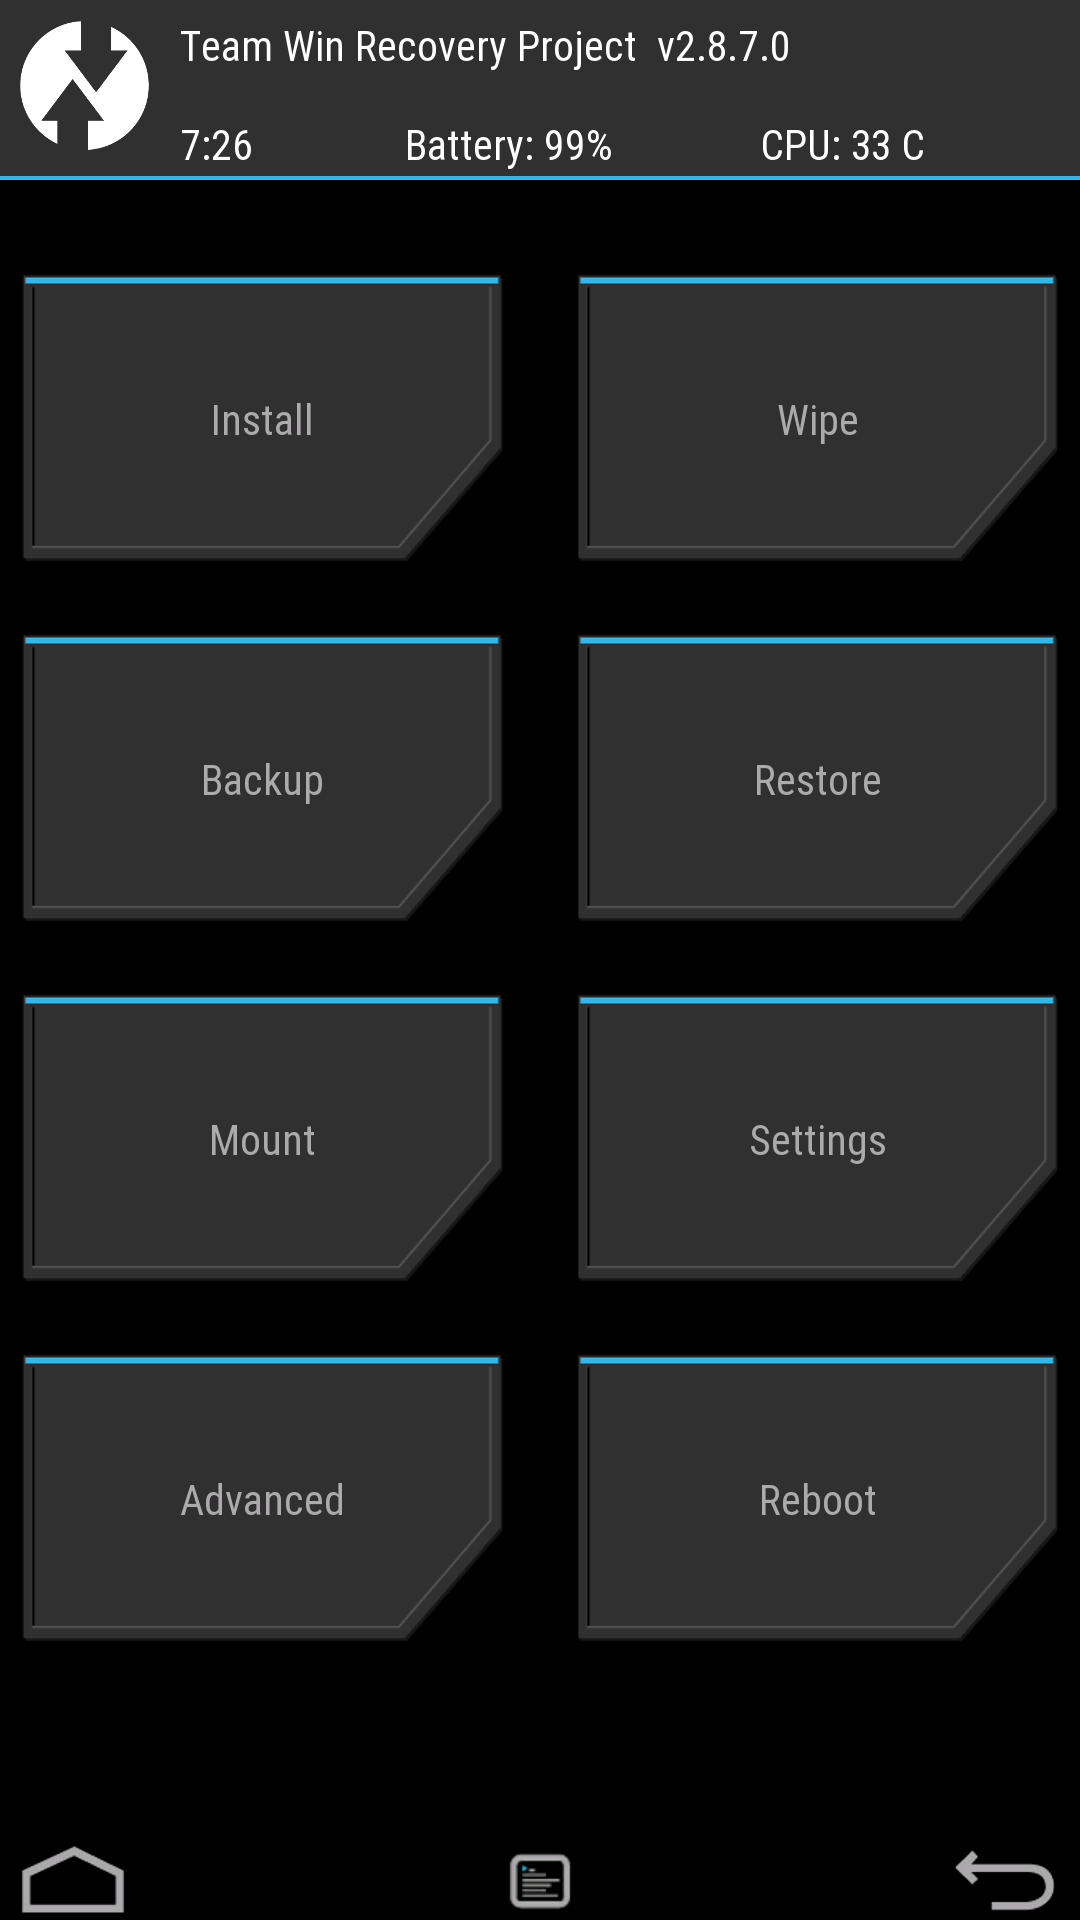 Team Win Recovery Project  v2.8.7.0
7:26 Battery: 99% CPU: 33 C
Install Wipe
Backup Restore
Mount Settings
Advanced Reboot